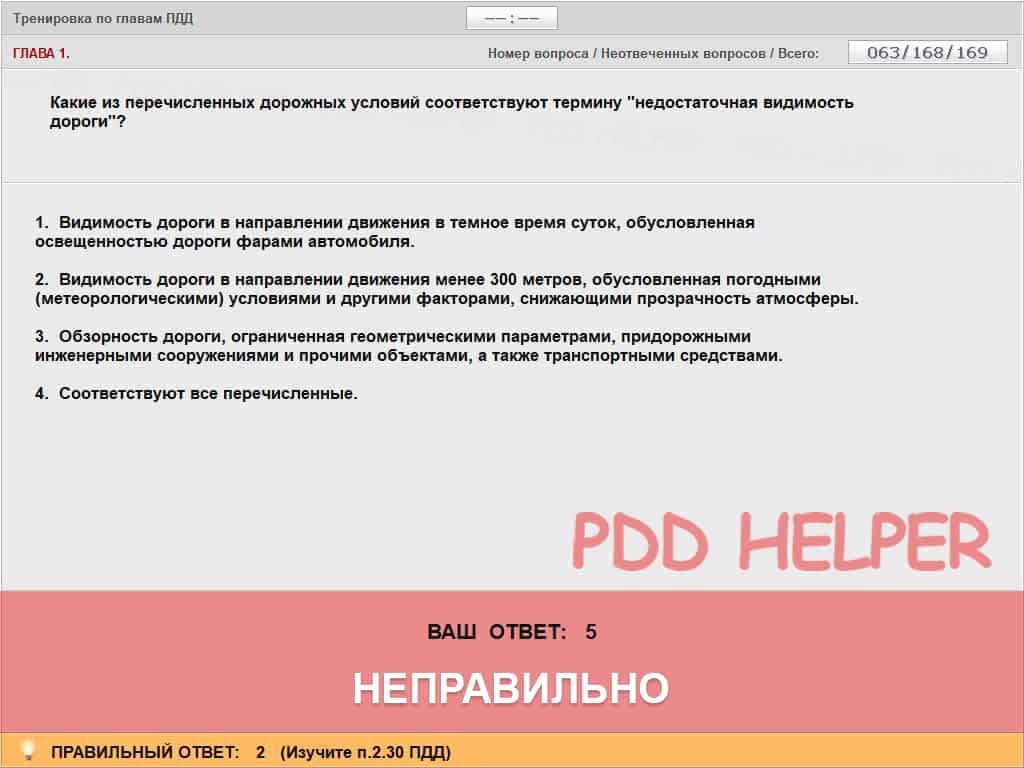 Тренировка по главам ПДД
–– : ––
ГЛАВА 1.
Номер вопроса / Неотвеченных вопросов / Всего:
063/168/169
Какие из перечисленных дорожных условий соответствуют термину "недостаточная видимость
дороги"?
1. Видимость дороги в направлении движения в темное время суток, обусловленная
освещенностью дороги фарами автомобиля.
2. Видимость дороги в направлении движения менее 300 метров, обусловленная погодными
(метеорологическими) условиями и другими факторами, снижающими прозрачность атмосферы.
3. Обзорность дороги, ограниченная геометрическими параметрами, придорожными
инженерными сооружениями и прочими объектами, а также транспортными средствами.
4. Соответствуют все перечисленные.
PDD HELPER
ВАШ ОТВЕТ: 5
НЕПРАВИЛЬНО
ПРАВИЛЬНЫЙ ОТВЕТ: 2 (Изучите п.2.30 ПДД)